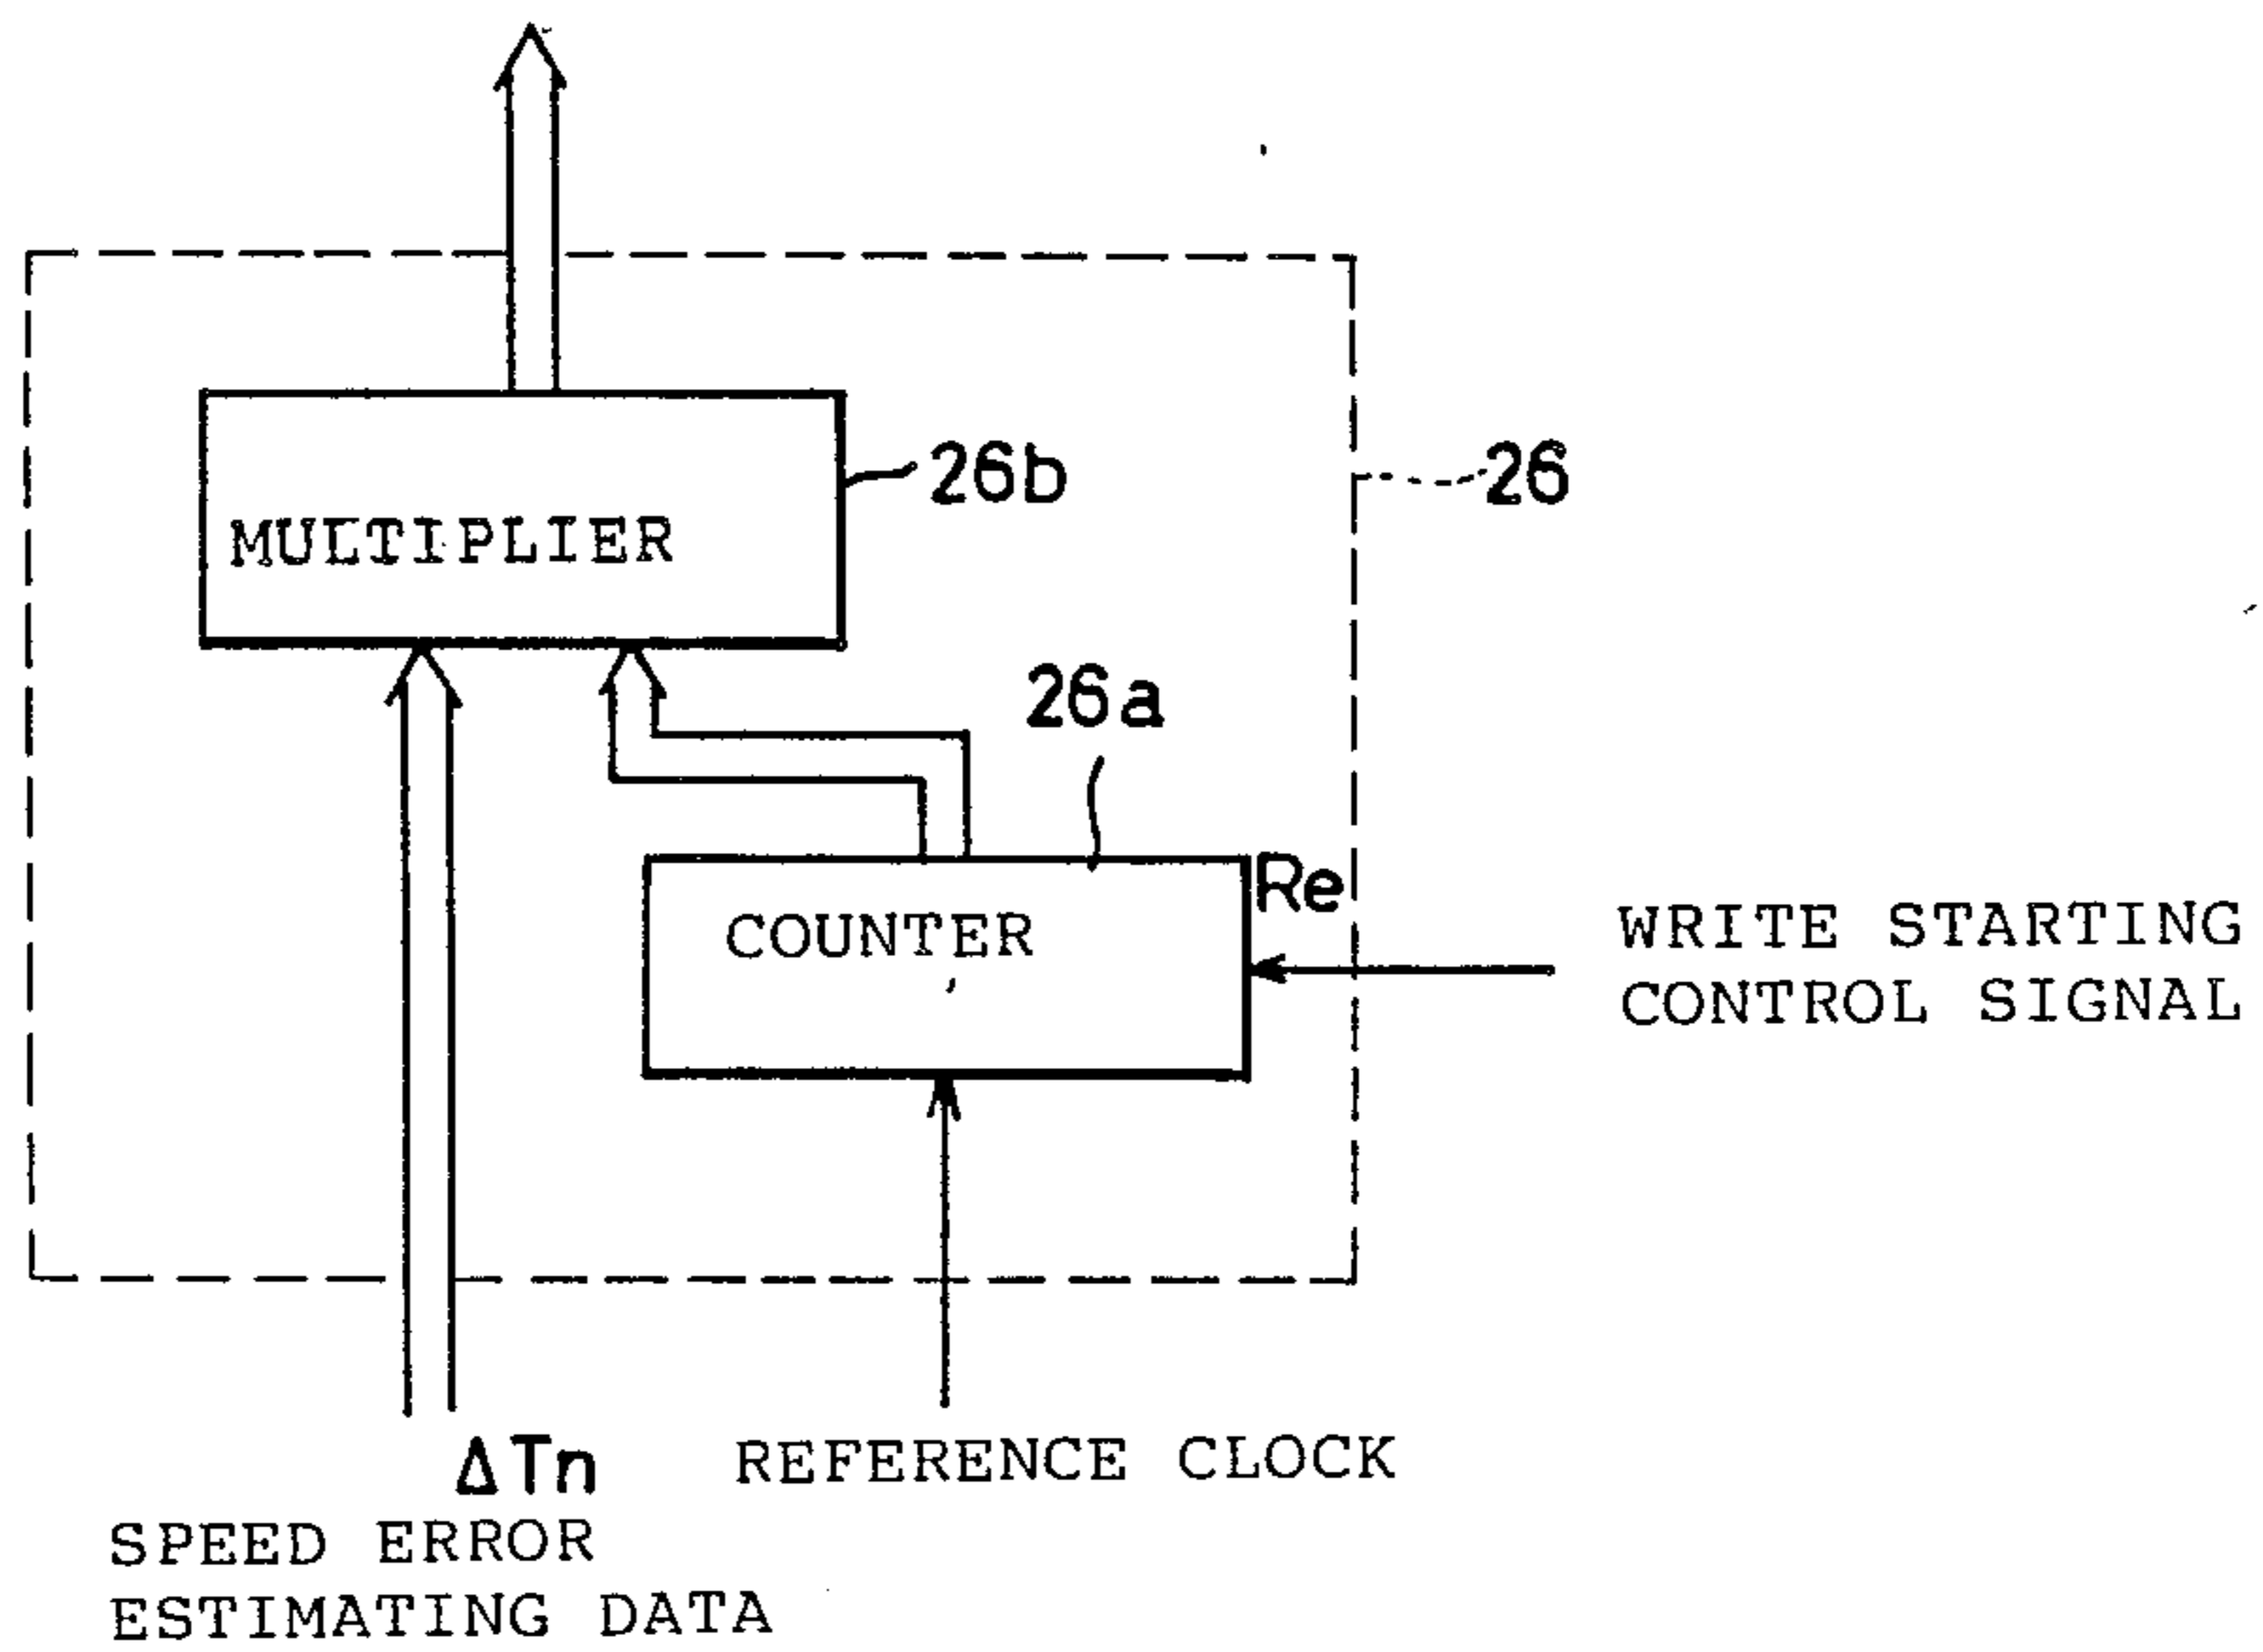 26b
26
MULTIPLIER
26a
Re
COUNTER
WRITE STARTING
CONTROL SIGNAL
ΔTn
REFERENCE CLOCK
SPEED ERROR
ESTIMATING DATA